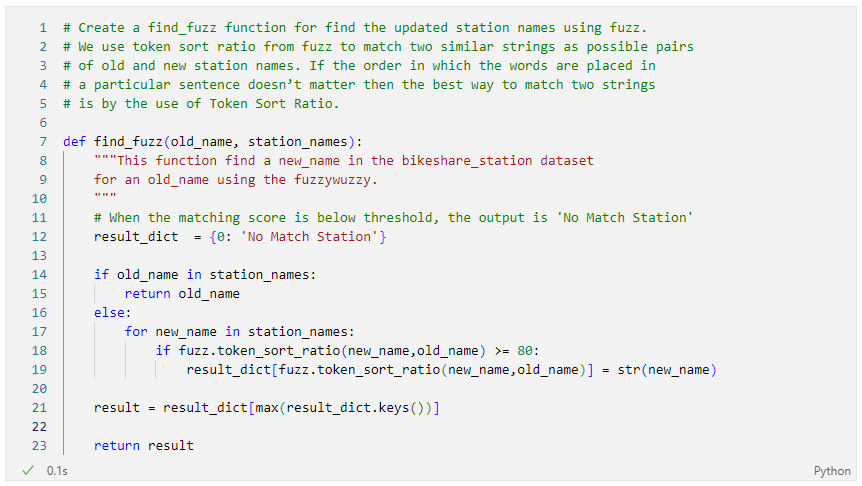 1 # Create a find_fuzz function for find the updated station names using fuzz.
2 # We use token sort ratio from fuzz to match two similar strings as possible pairs
3 # of old and new station names. If the order in which the words are placed in
4 # a particular sentence doesn’t matter then the best way to match two strings
5 # is by the use of Token Sort Ratio.
6
7 def find_fuzz(old_name, station_names):
8     """This function find a new_name in the bikeshare_station dataset
9     for an old_name using the fuzzywuzzy.
10     """
11     # When the matching score is below threshold, the output is 'No Match Station'
12     result_dict  = {0: 'No Match Station'}
13
14     if old_name in station_names:
15         return old_name
16     else:
17         for new_name in station_names:
18             if fuzz.token_sort_ratio(new_name,old_name) >= 80:
19                 result_dict[fuzz.token_sort_ratio(new_name,old_name)] = str(new_name)
20
21     result = result_dict[max(result_dict.keys())]
22
23     return result
✓ 0.1s Python